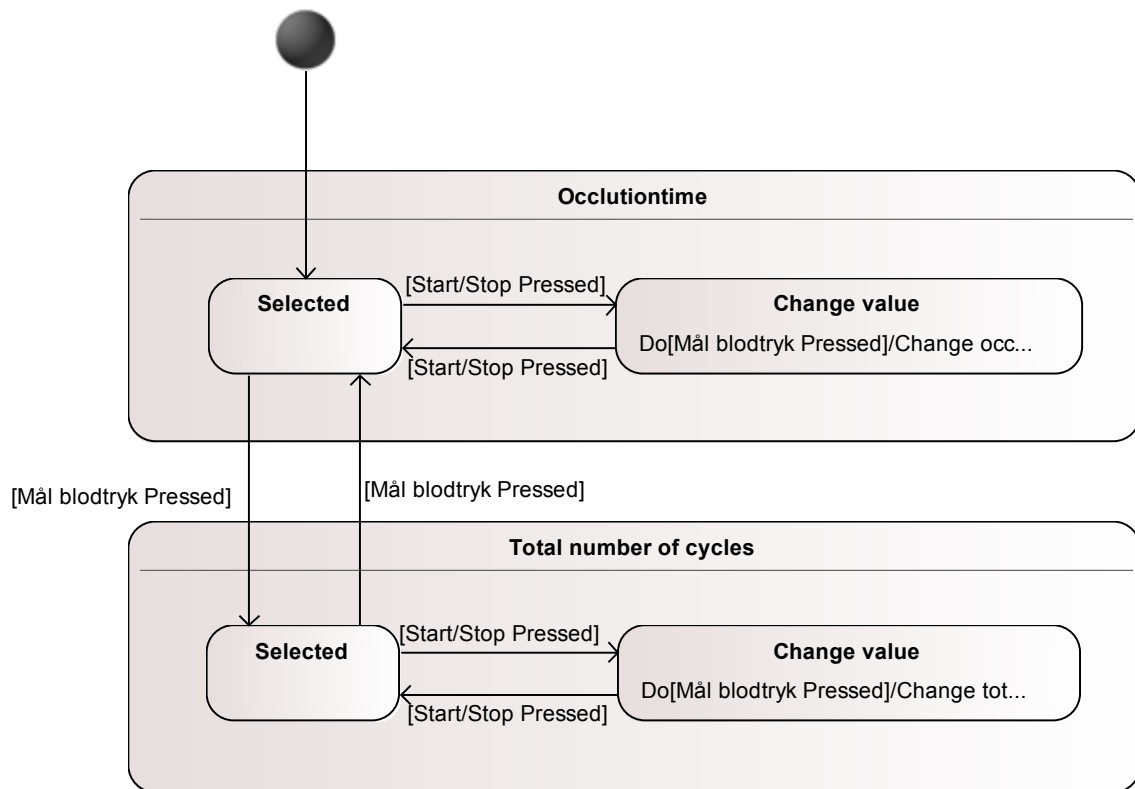 Occlutiontime
Selected
[Start/Stop Pressed]
Change value
Do[Mål blodtryk Pressed]/Change occ...
[Start/Stop Pressed]
[Mål blodtryk Pressed]
[Mål blodtryk Pressed]
Total number of cycles
Selected
[Start/Stop Pressed]
Change value
Do[Mål blodtryk Pressed]/Change tot...
[Start/Stop Pressed]